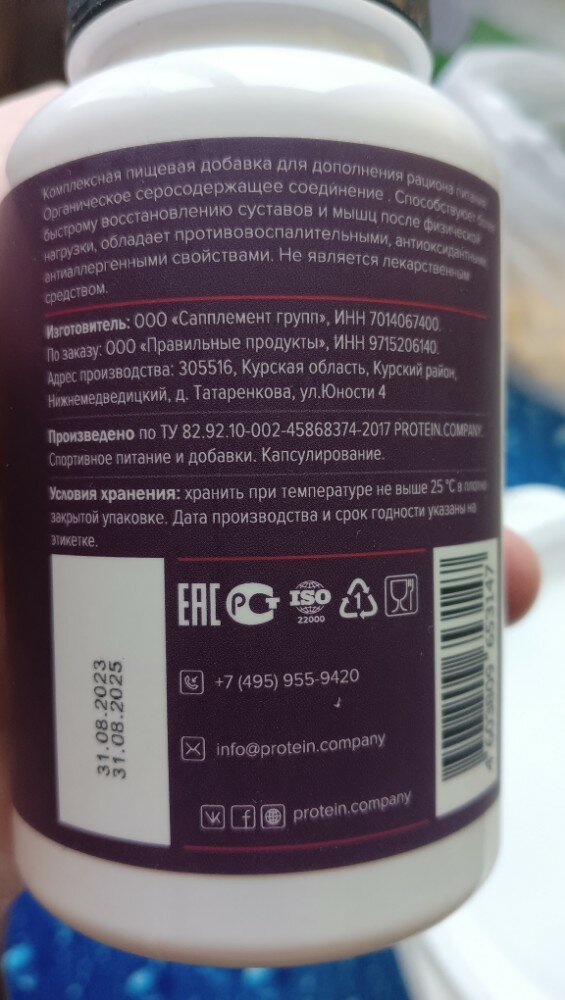 Комплексная пищевая добавка для дополнения рациона питания
Органическое серосодержащее соединение . Способствует более
быстрому восстановлению суставов и мышц после физической
нагрузки, обладает противовоспалительными, антиоксидантными
антиаллергенными свойствами. Не является лекарственным
средством.
Изготовитель: ООО «Сапплемент групп», ИНН 7014067400.
По заказу: ООО «Правильные продукты», ИНН 9715206140.
Адрес производства: 305516, Курская область, Курский район,
Нижнемедведицкий, д. Татаренкова, ул.Юности 4
Произведено по ТУ 82.92.10-002-45868374-2017 PROTEIN.COMPANY.
Спортивное питание и добавки. Капсулирование.
Условия хранения: хранить при температуре не выше 25 °C в плотно
закрытой упаковке. Дата производства и срок годности указаны на
этикетке.
EAC РСТ ISO 22000 1
31.08.2023
31.08.2025
+7 (495) 955-9420
info@protein.company
protein.company